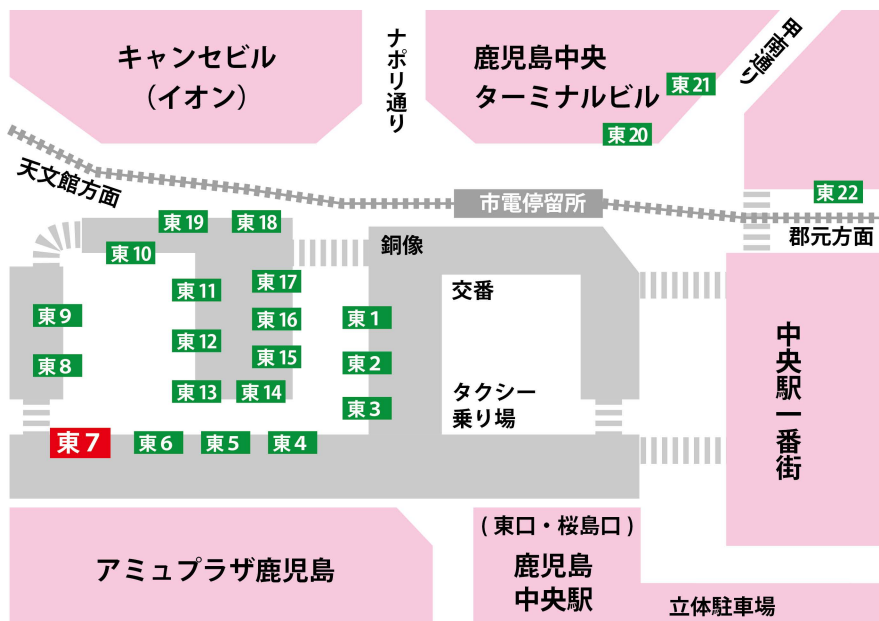 キャンセビル
（イオン）
ナポリ通り
鹿児島中央
ターミナルビル
甲南通り
東21
東20
東22
天文館方面
市電停留所
郡元方面
東19
東18
東10
銅像
東11
東17
交番
東9
東16
東1
東12
東15
東2
東8
東13
東14
東3
タクシー
乗り場
中央駅一番街
東7
東6
東5
東4
アミュプラザ鹿児島
(東口・桜島口)
鹿児島
中央駅
立体駐車場